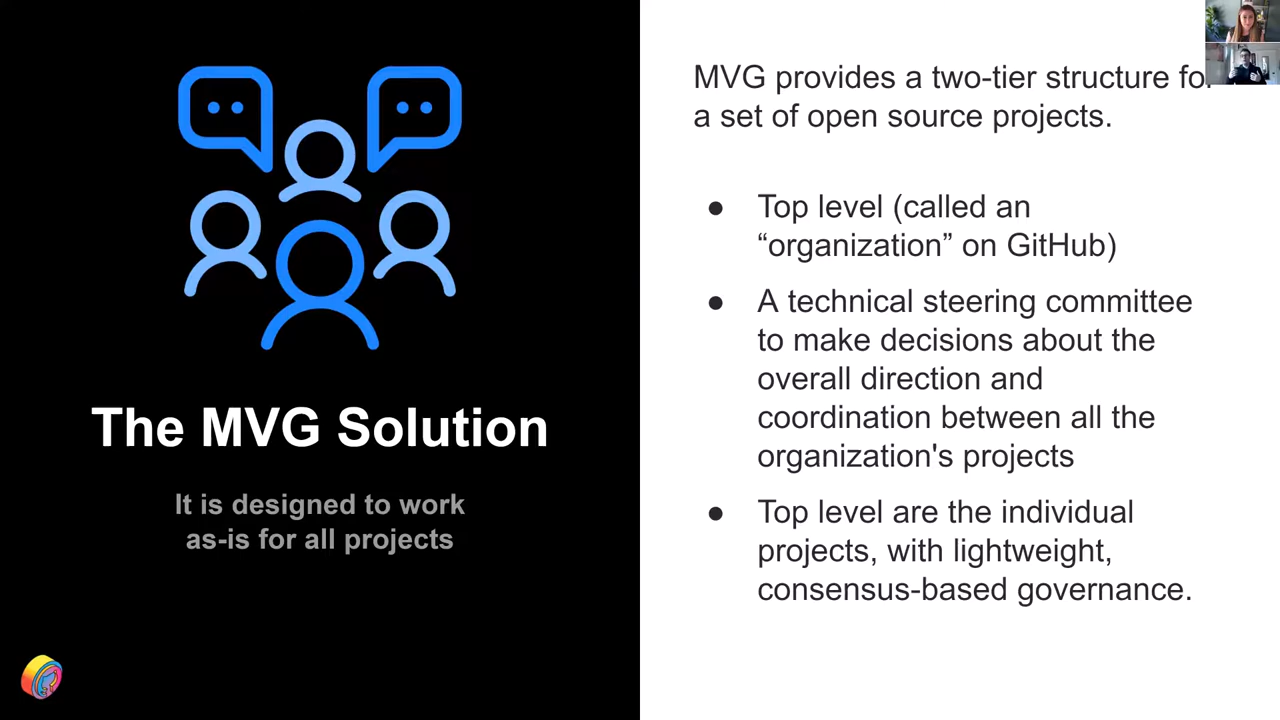 The MVG Solution
It is designed to work
as-is for all projects
MVG provides a two-tier structure for
a set of open source projects.
● Top level (called an
“organization” on GitHub)
● A technical steering committee
to make decisions about the
overall direction and
coordination between all the
organization's projects
● Top level are the individual
projects, with lightweight,
consensus-based governance.